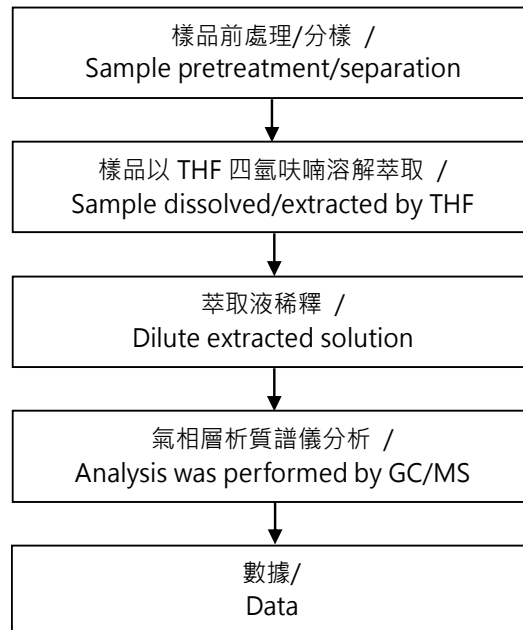 樣品前處理/分樣 /
Sample pretreatment/separation
樣品以 THF 四氫呋喃溶解萃取 /
Sample dissolved/extracted by THF
萃取液稀釋 /
Dilute extracted solution
氣相層析質譜儀分析 /
Analysis was performed by GC/MS
數據/
Data